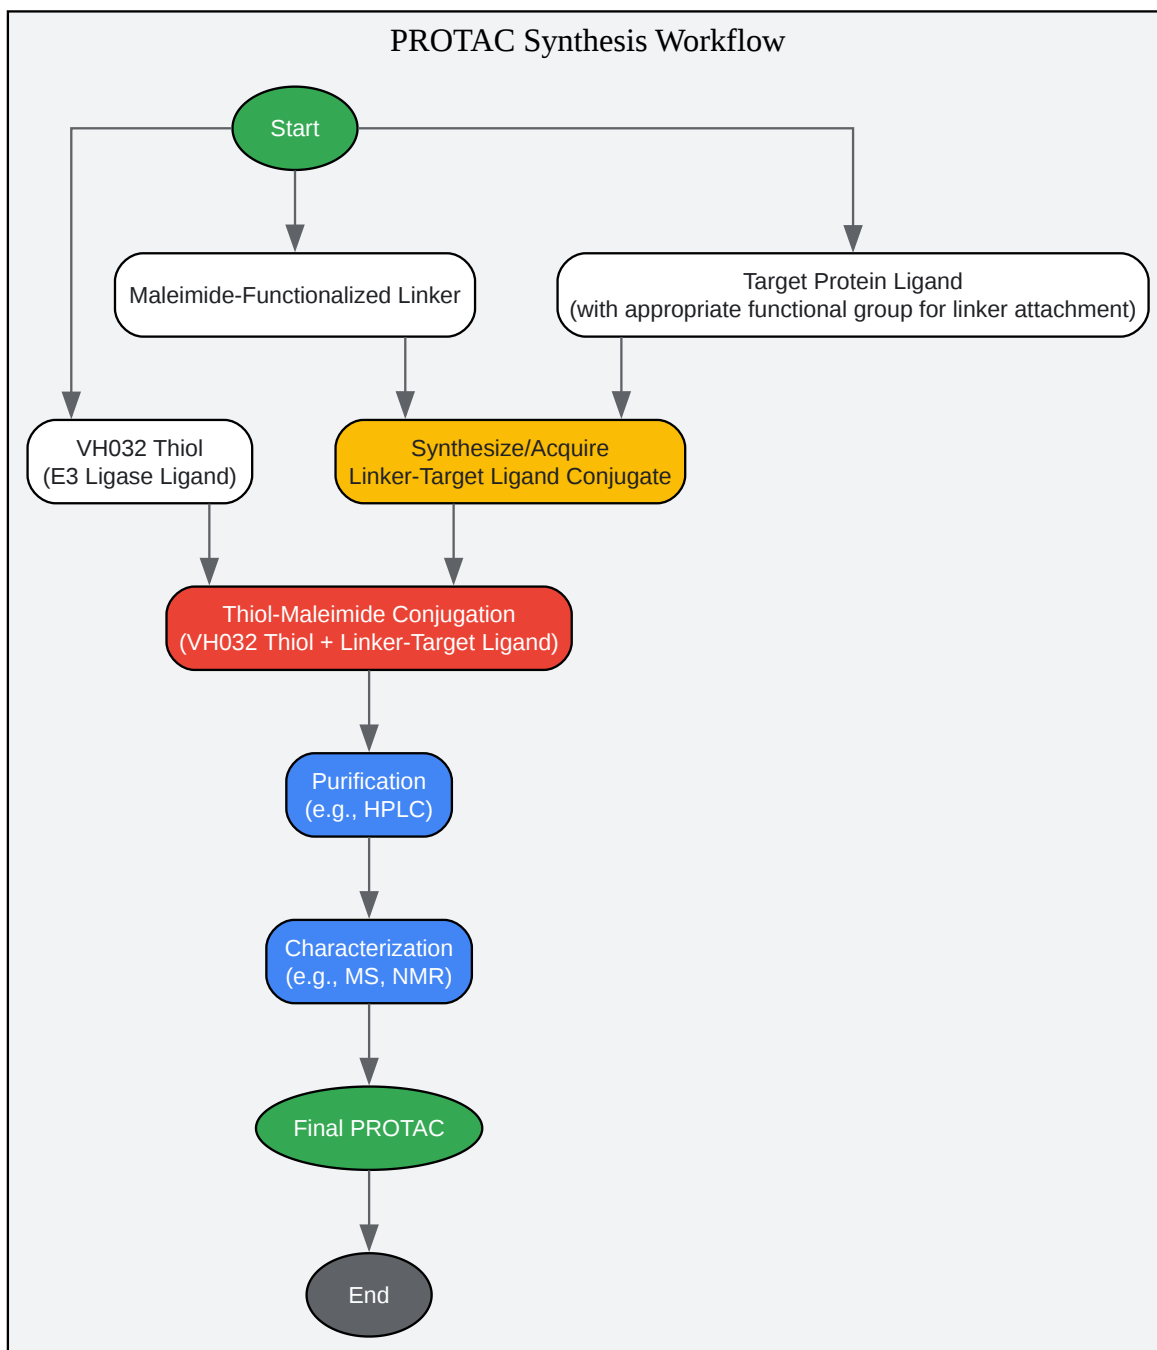 PROTAC Synthesis Workflow
Start
Maleimide-Functionalized Linker
Target Protein Ligand
(with appropriate functional group for linker attachment)
VH032 Thiol
(E3 Ligase Ligand)
Synthesize/Acquire
Linker-Target Ligand Conjugate
Thiol-Maleimide Conjugation
(VH032 Thiol + Linker-Target Ligand)
Purification
(e.g., HPLC)
Characterization
(e.g., MS, NMR)
Final PROTAC
End